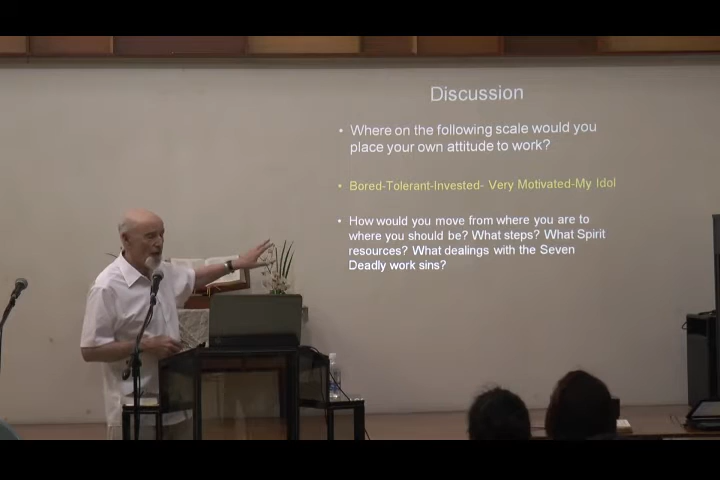 Discussion
• Where on the following scale would you
place your own attitude to work?
• Bored-Tolerant-Invested- Very Motivated-My Idol
• How would you move from where you are to
where you should be? What steps? What Spirit
resources? What dealings with the Seven
Deadly work sins?